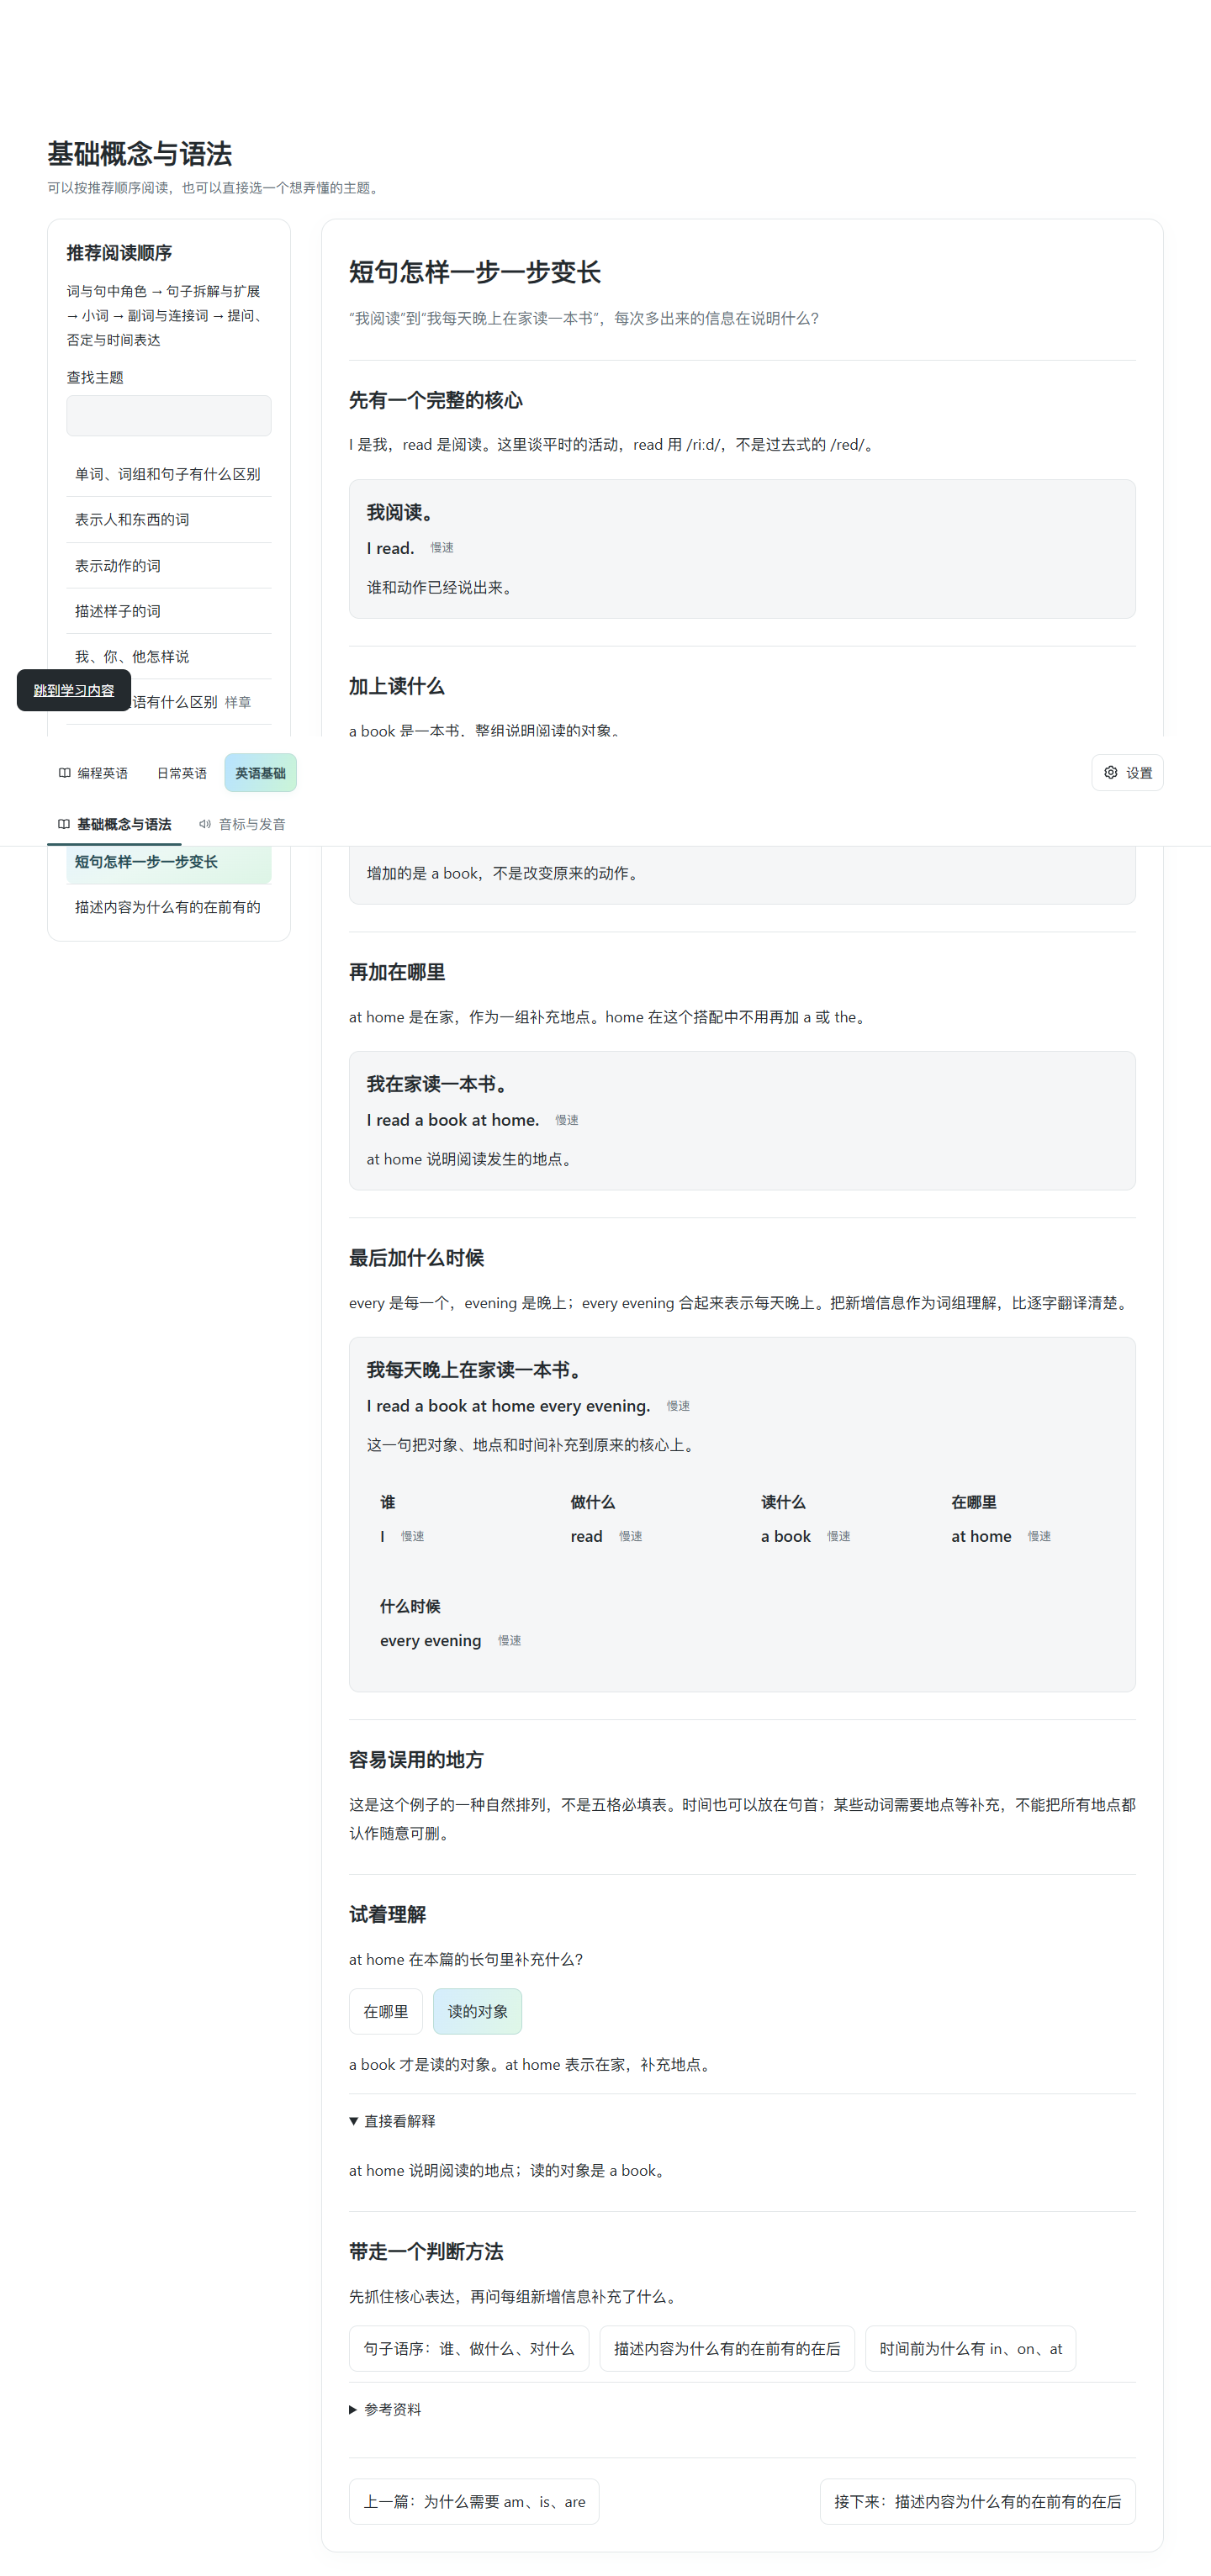 基础概念与语法
可以按推荐顺序阅读，也可以直接选一个想弄懂的主题。
推荐阅读顺序
词与句中角色 → 句子拆解与扩展
→ 小词 → 副词与连接词 → 提问、
否定与时间表达
查找主题
单词、词组和句子有什么区别
表示人和东西的词
表示动作的词
描述样子的词
我、你、他怎样说
语有什么区别 样章
跳到学习内容
短句怎样一步一步变长
“我阅读”到“我每天晚上在家读一本书”，每次多出来的信息在说明什么？
先有一个完整的核心
I 是我，read 是阅读。这里谈平时的活动，read 用 /riːd/，不是过去式的 /red/。
我阅读。
I read. 慢速
谁和动作已经说出来。
加上读什么
a book 是一本书，整组说明阅读的对象。
编程英语 日常英语 英语基础 设置
基础概念与语法 音标与发音
短句怎样一步一步变长
描述内容为什么有的在前有的
增加的是 a book，不是改变原来的动作。
再加在哪里
at home 是在家，作为一组补充地点。home 在这个搭配中不用再加 a 或 the。
我在家读一本书。
I read a book at home. 慢速
at home 说明阅读发生的地点。
最后加什么时候
every 是每一个，evening 是晚上；every evening 合起来表示每天晚上。把新增信息作为词组理解，比逐字翻译清楚。
我每天晚上在家读一本书。
I read a book at home every evening. 慢速
这一句把对象、地点和时间补充到原来的核心上。
谁 做什么 读什么 在哪里
I 慢速 read 慢速 a book 慢速 at home 慢速
什么时候
every evening 慢速
容易误用的地方
这是这个例子的一种自然排列，不是五格必填表。时间也可以放在句首；某些动词需要地点等补充，不能把所有地点都
认作随意可删。
试着理解
at home 在本篇的长句里补充什么？
在哪里 读的对象
a book 才是读的对象。at home 表示在家，补充地点。
▼ 直接看解释
at home 说明阅读的地点；读的对象是 a book。
带走一个判断方法
先抓住核心表达，再问每组新增信息补充了什么。
句子语序：谁、做什么、对什么 描述内容为什么有的在前有的在后 时间前为什么有 in、on、at
▶ 参考资料
上一篇：为什么需要 am、is、are 接下来：描述内容为什么有的在前有的在后